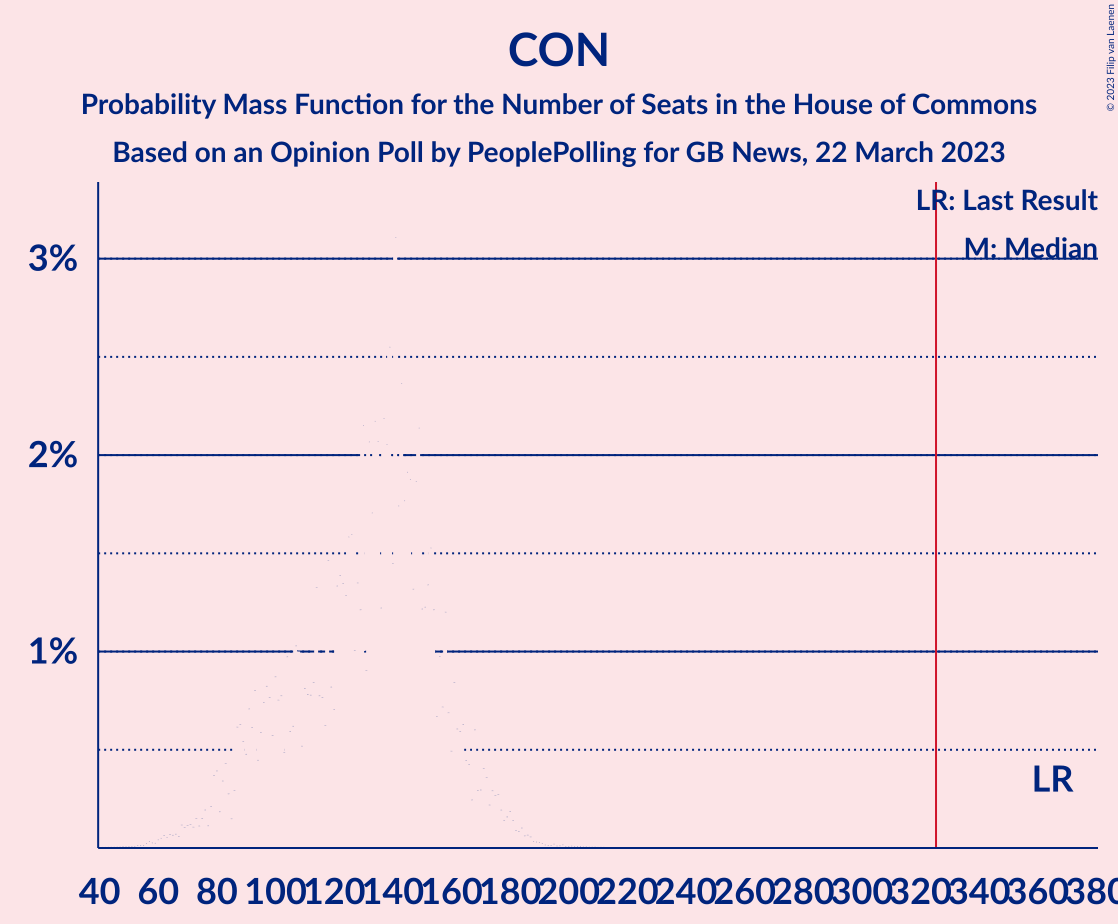 CON
Probability Mass Function for the Number of Seats in the House of Commons
Based on an Opinion Poll by PeoplePolling for GB News, 22 March 2023
© 2023 Filip van Laenen
LR: Last Result
M: Median
3%
2%
1%
LR
40 60 80 100 120 140 160 180 200 220 240 260 280 300 320 340 360 380